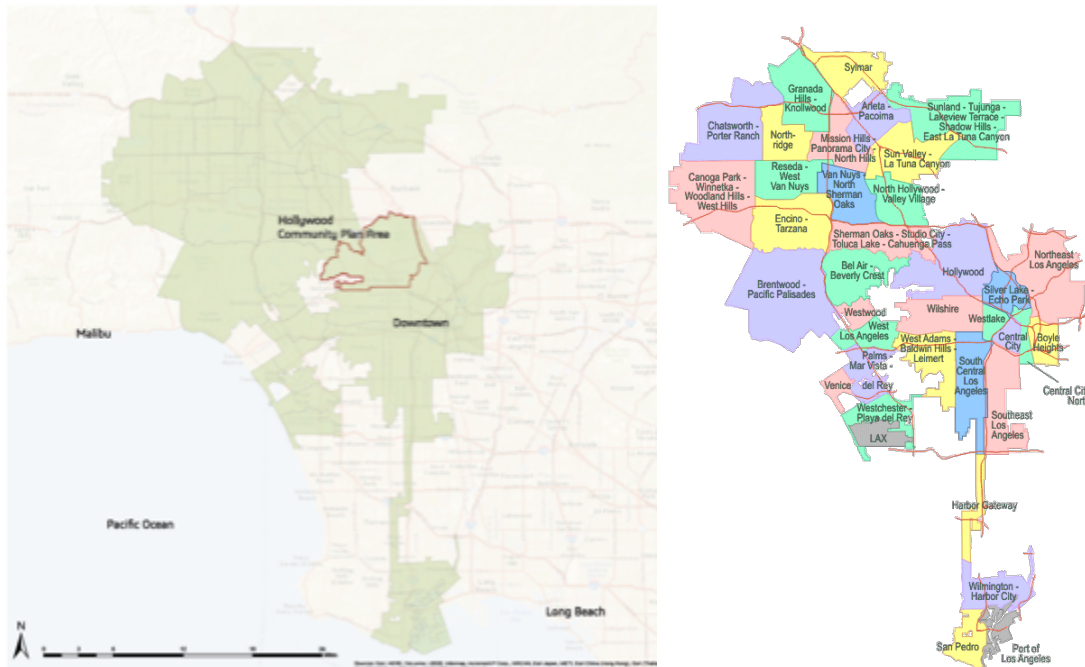 Hollywood
Community Plan Area
Downtown
Malibu
Pacific Ocean
Long Beach
N
Sylmar
Granada
Hills -
Knollwood
Arleta -
Pacoima
Sunland - Tujunga -
Lakeview Terrace -
Shadow Hills -
East La Tuna Canyon
Chatsworth -
Porter Ranch
North-
ridge
Mission Hills -
Panorama City -
North Hills
Sun Valley -
La Tuna Canyon
Canoga Park -
Winnetka -
Woodland Hills -
West Hills
Reseda -
West
Van Nuys
Van Nuys -
North
Sherman
Oaks
North Hollywood -
Valley Village
Encino -
Tarzana
Sherman Oaks - Studio City -
Toluca Lake - Cahuenga Pass
Northeast
Los Angeles
Bel Air -
Beverly Crest
Hollywood
Brentwood -
Pacific Palisades
Silver Lake -
Echo Park
Westwood
Wilshire
Westlake
West
Los Angeles
West Adams -
Baldwin Hills -
Leimert
Central
City
Boyle
Heights
Palms -
Mar Vista -
del Rey
South
Central
Los
Angeles
Venice
Central Cit
Nort
Westchester -
Playa del Rey
Southeast
Los
Angeles
LAX
Harbor Gateway
Wilmington -
Harbor City
San Pedro
Port of
Los Angeles